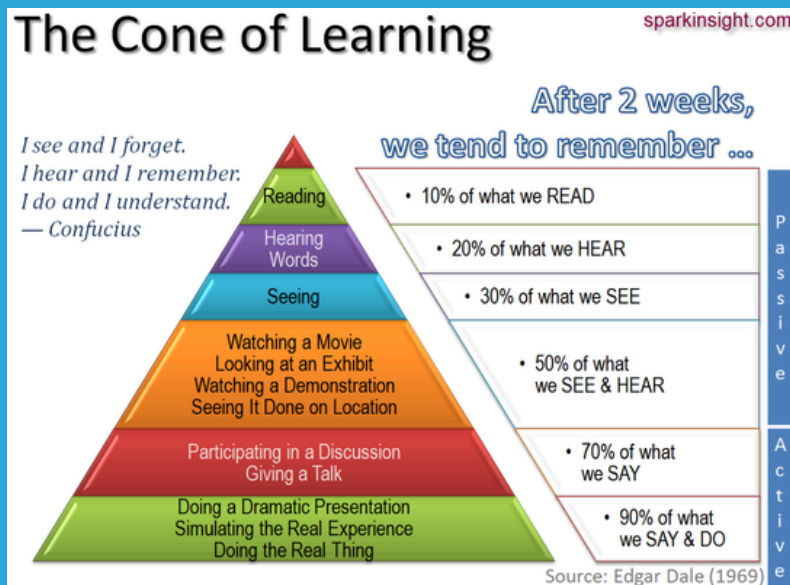 The Cone of Learning
sparkinsight.com
I see and I forget.
I hear and I remember.
I do and I understand.
— Confucius
After 2 weeks,
we tend to remember ...
Reading
• 10% of what we READ
Hearing
Words
• 20% of what we HEAR
Seeing
• 30% of what we SEE
Watching a Movie
Looking at an Exhibit
Watching a Demonstration
Seeing It Done on Location
• 50% of what
we SEE & HEAR
Passive
Participating in a Discussion
Giving a Talk
• 70% of what
we SAY
Doing a Dramatic Presentation
Simulating the Real Experience
Doing the Real Thing
• 90% of what
we SAY & DO
Active
Source: Edgar Dale (1969)